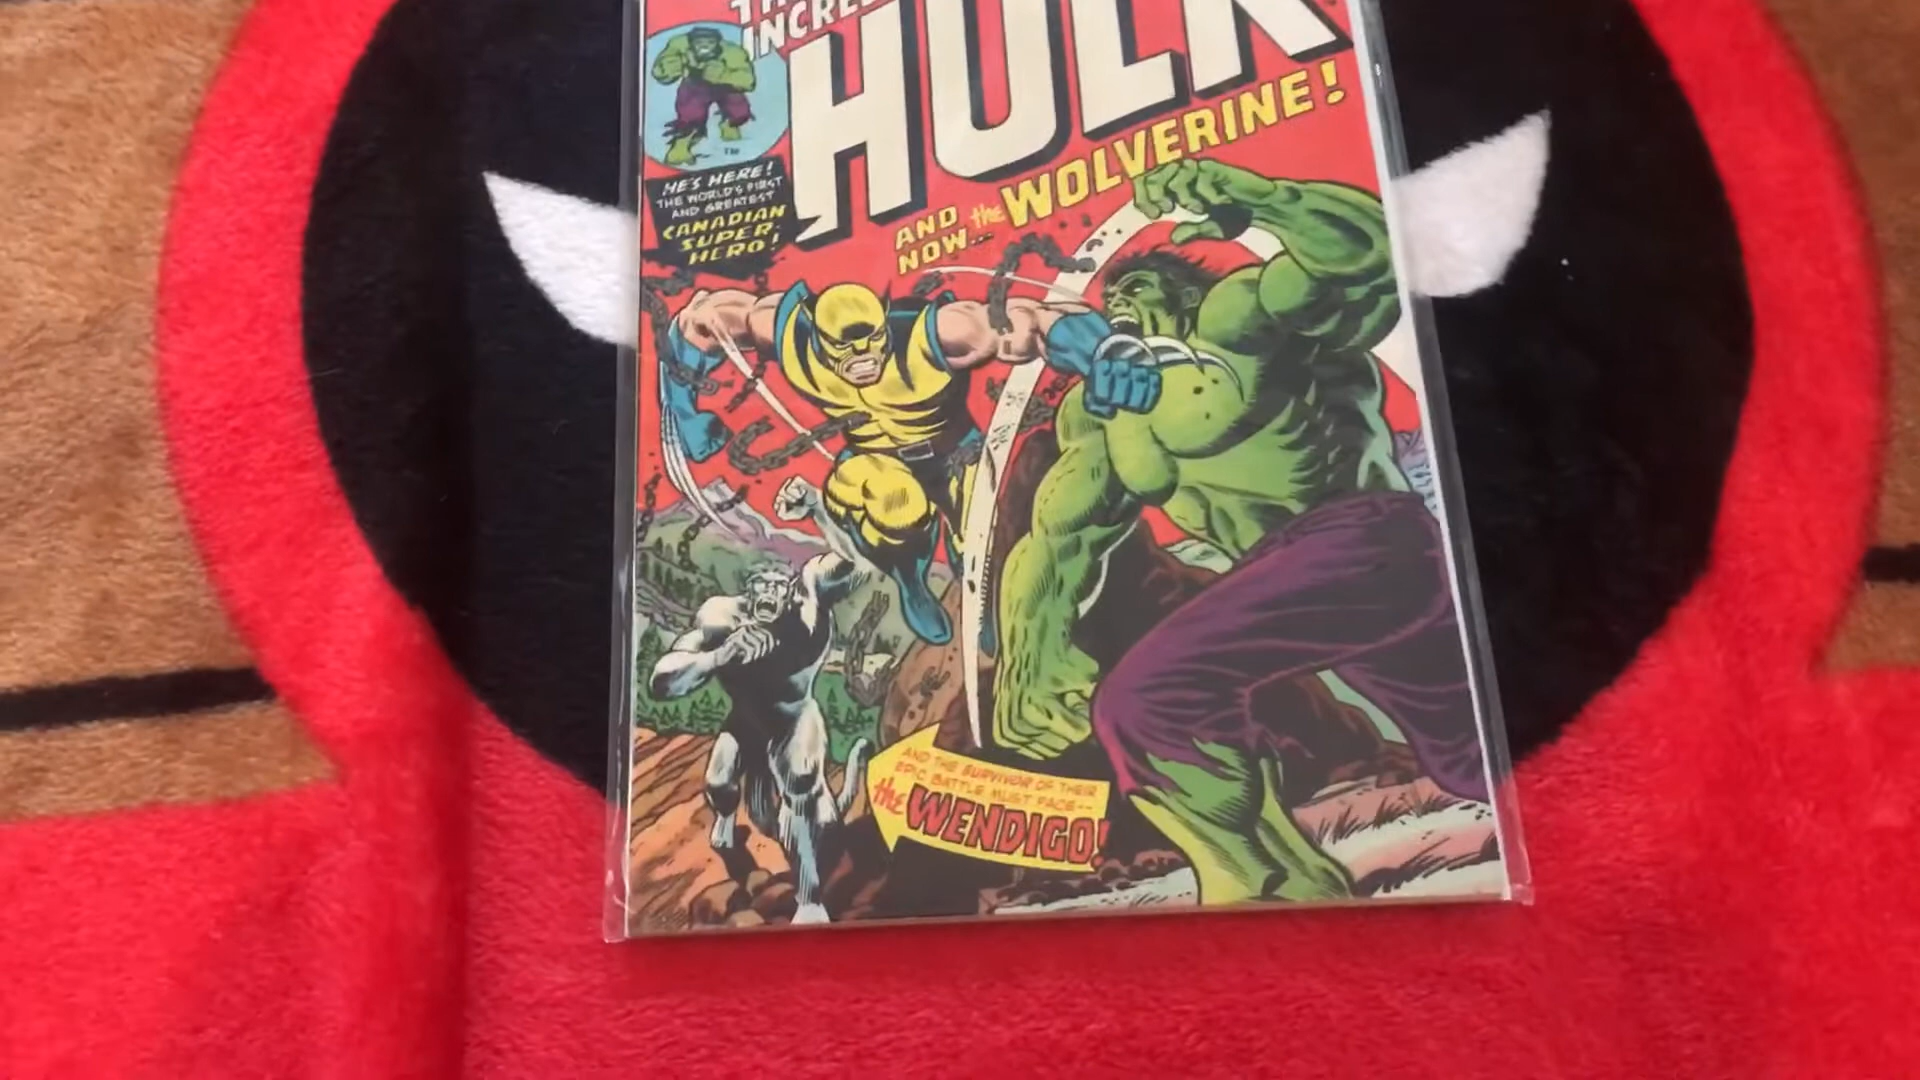 HULK
TM
HE'S HERE!
THE WORLD'S FIRST
AND GREATEST
CANADIAN
SUPER-
HERO!
AND
NOW... the WOLVERINE!
AND THE SURVIVOR OF THEIR
EPIC BATTLE MUST FACE--
the WENDIGO!